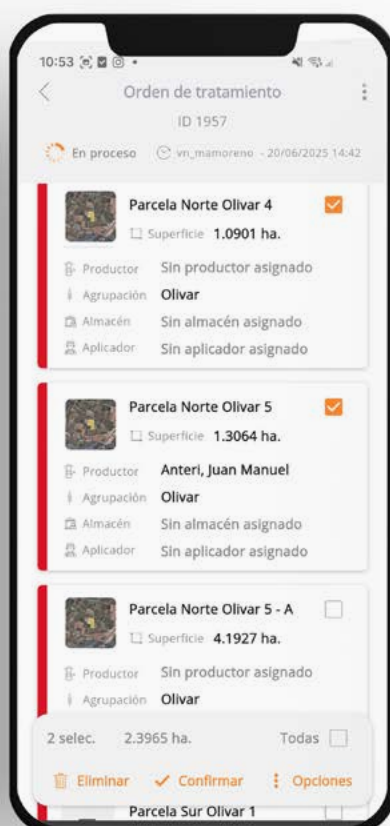 10:53
Orden de tratamiento
ID 1957
En proceso vn_mamoreno - 20/06/2025 14:42
Parcela Norte Olivar 4
Superficie 1.0901 ha.
Productor Sin productor asignado
Agrupación Olivar
Almacén Sin almacén asignado
Aplicador Sin aplicador asignado
Parcela Norte Olivar 5
Superficie 1.3064 ha.
Productor Anteri, Juan Manuel
Agrupación Olivar
Almacén Sin almacén asignado
Aplicador Sin aplicador asignado
Parcela Norte Olivar 5 - A
Superficie 4.1927 ha.
Productor Sin productor asignado
Agrupación Olivar
2 selec. 2.3965 ha. Todas
Eliminar Confirmar Opciones
Parcela Sur Olivar 1